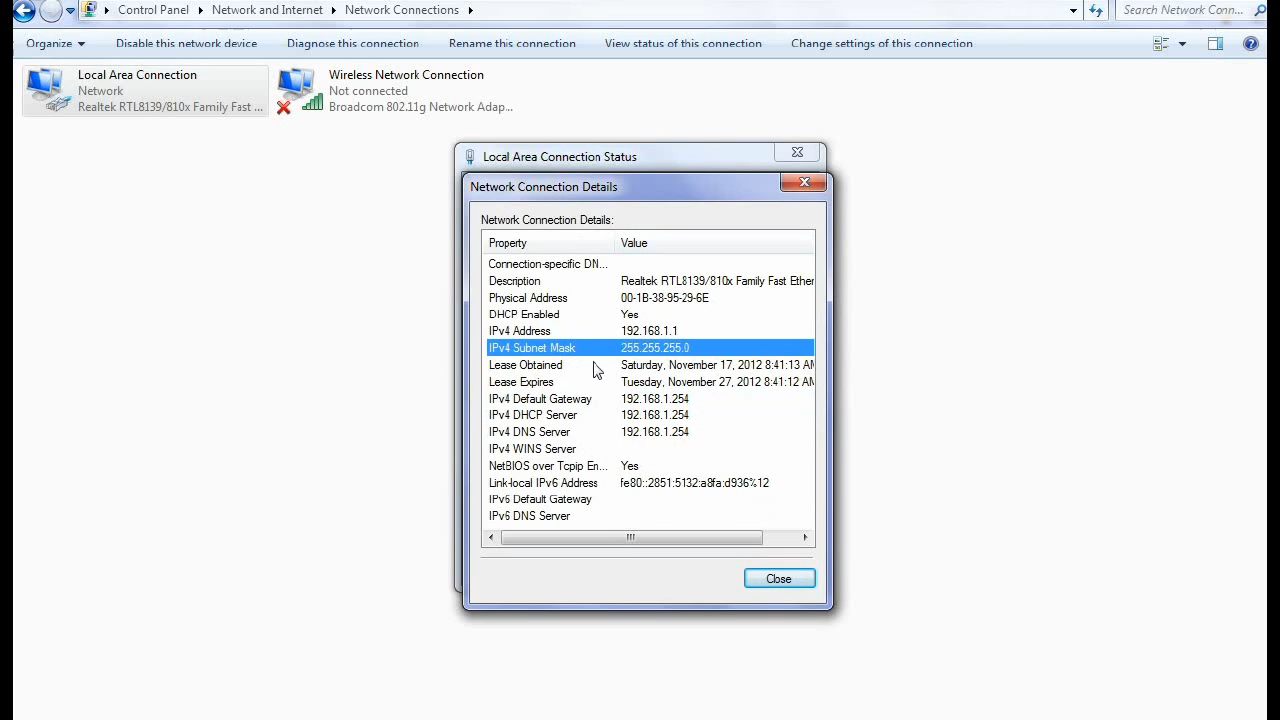 Control Panel Network and Internet Network Connections Search Network Conn...
Organize Disable this network device Diagnose this connection Rename this connection View status of this connection Change settings of this connection
Local Area Connection
Network
Realtek RTL8139/810x Family Fast ...
Wireless Network Connection
Not connected
Broadcom 802.11g Network Adap...
Local Area Connection Status
Network Connection Details
Network Connection Details:
Property Value
Connection-specific DN...
Description Realtek RTL8139/810x Family Fast Ether
Physical Address 00-1B-38-95-29-6E
DHCP Enabled Yes
IPv4 Address 192.168.1.1
IPv4 Subnet Mask 255.255.255.0
Lease Obtained Saturday, November 17, 2012 8:41:13 AM
Lease Expires Tuesday, November 27, 2012 8:41:12 AM
IPv4 Default Gateway 192.168.1.254
IPv4 DHCP Server 192.168.1.254
IPv4 DNS Server 192.168.1.254
IPv4 WINS Server
NetBIOS over Tcpip En... Yes
Link-local IPv6 Address fe80::2851:5132:a8fa:d936%12
IPv6 Default Gateway
IPv6 DNS Server
Close